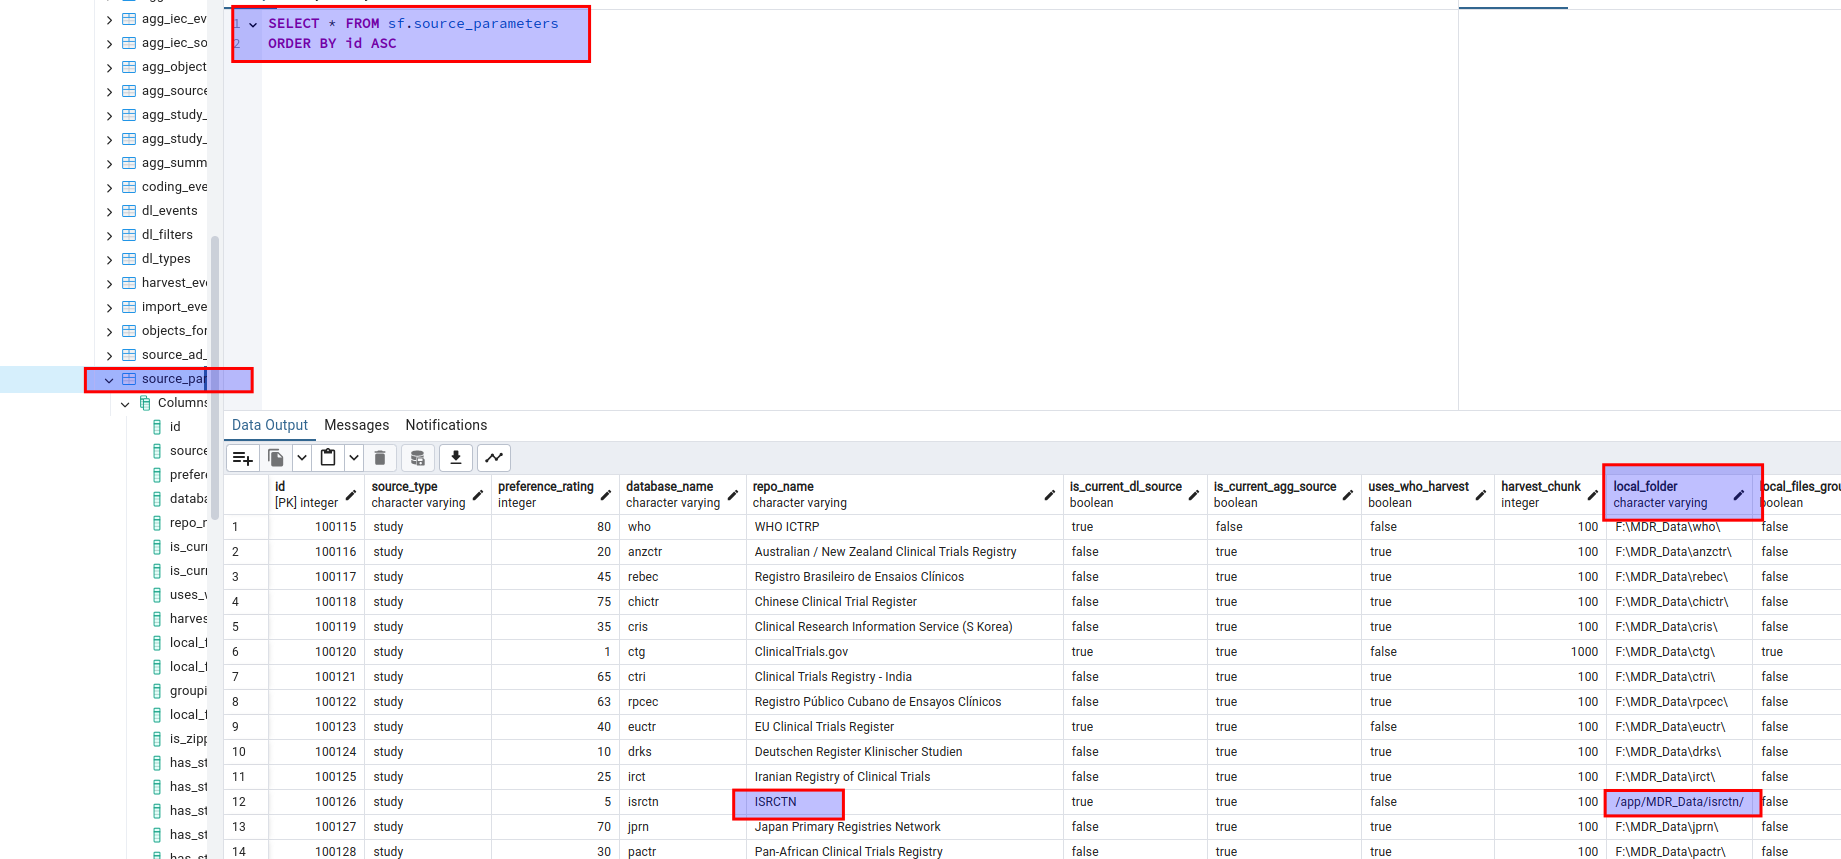 agg_iec_ev
agg_iec_so
agg_object
agg_source
agg_study_
agg_study_
agg_summ
coding_eve
dl_events
dl_filters
dl_types
harvest_eve
import_eve
objects_for
source_ad_
source_par
Columns
id
source
prefere
databa
repo_n
is_curr
is_curr
uses_w
harves
local_f
local_f
groupi
local_f
is_zipp
has_st
has_st
has_st
has_st
has_st
1 SELECT * FROM sf.source_parameters
2 ORDER BY id ASC
Data Output Messages Notifications
id source_type preference_rating database_name repo_name is_current_dl_source is_current_agg_source uses_who_harvest harvest_chunk local_folder local_files_grou
[PK] integer character varying integer character varying character varying boolean boolean boolean integer character varying boolean
1 100115 study 80 who WHO ICTRP true false false 100 F:\MDR_Data\who\ false
2 100116 study 20 anzctr Australian / New Zealand Clinical Trials Registry false true true 100 F:\MDR_Data\anzctr\ false
3 100117 study 45 rebec Registro Brasileiro de Ensaios Clínicos false true true 100 F:\MDR_Data\rebec\ false
4 100118 study 75 chictr Chinese Clinical Trial Register false true true 100 F:\MDR_Data\chictr\ false
5 100119 study 35 cris Clinical Research Information Service (S Korea) false true true 100 F:\MDR_Data\cris\ false
6 100120 study 1 ctg ClinicalTrials.gov true true false 1000 F:\MDR_Data\ctg\ true
7 100121 study 65 ctri Clinical Trials Registry - India false true true 100 F:\MDR_Data\ctri\ false
8 100122 study 63 rpcec Registro Público Cubano de Ensayos Clínicos false true true 100 F:\MDR_Data\rpcec\ false
9 100123 study 40 euctr EU Clinical Trials Register true true false 100 F:\MDR_Data\euctr\ false
10 100124 study 10 drks Deutschen Register Klinischer Studien false true true 100 F:\MDR_Data\drks\ false
11 100125 study 25 irct Iranian Registry of Clinical Trials false true true 100 F:\MDR_Data\irct\ false
12 100126 study 5 isrctn ISRCTN true true false 100 /app/MDR_Data/isrctn/ false
13 100127 study 70 jprn Japan Primary Registries Network false true true 100 F:\MDR_Data\jprn\ false
14 100128 study 30 pactr Pan-African Clinical Trials Registry false true true 100 F:\MDR_Data\pactr\ false